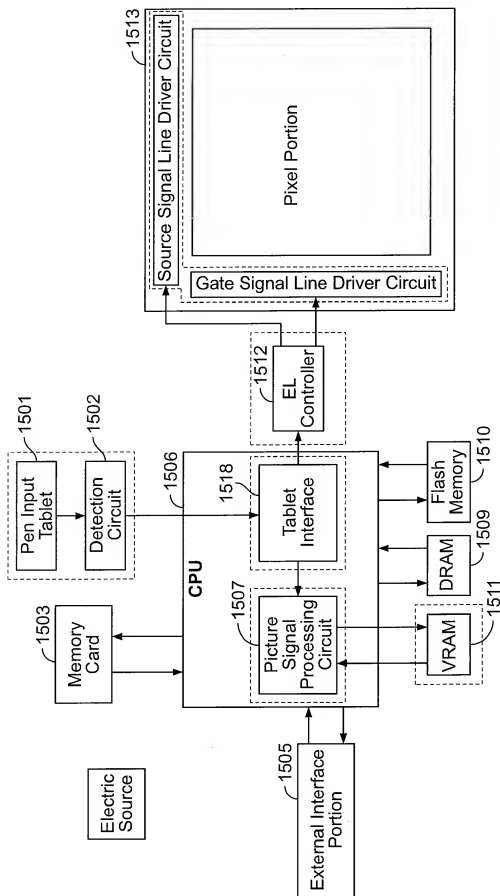 Electric
Source
1503
Memory
Card
1501
Pen Input
Tablet
1502
Detection
Circuit
1505
External Interface
Portion
1506
CPU
1507
Picture
Signal
Processing
Circuit
1518
Tablet
Interface
1511
VRAM
1509
DRAM
1510
Flash
Memory
1512
EL
Controller
1513
Source Signal Line Driver Circuit
Gate Signal Line Driver Circuit
Pixel Portion